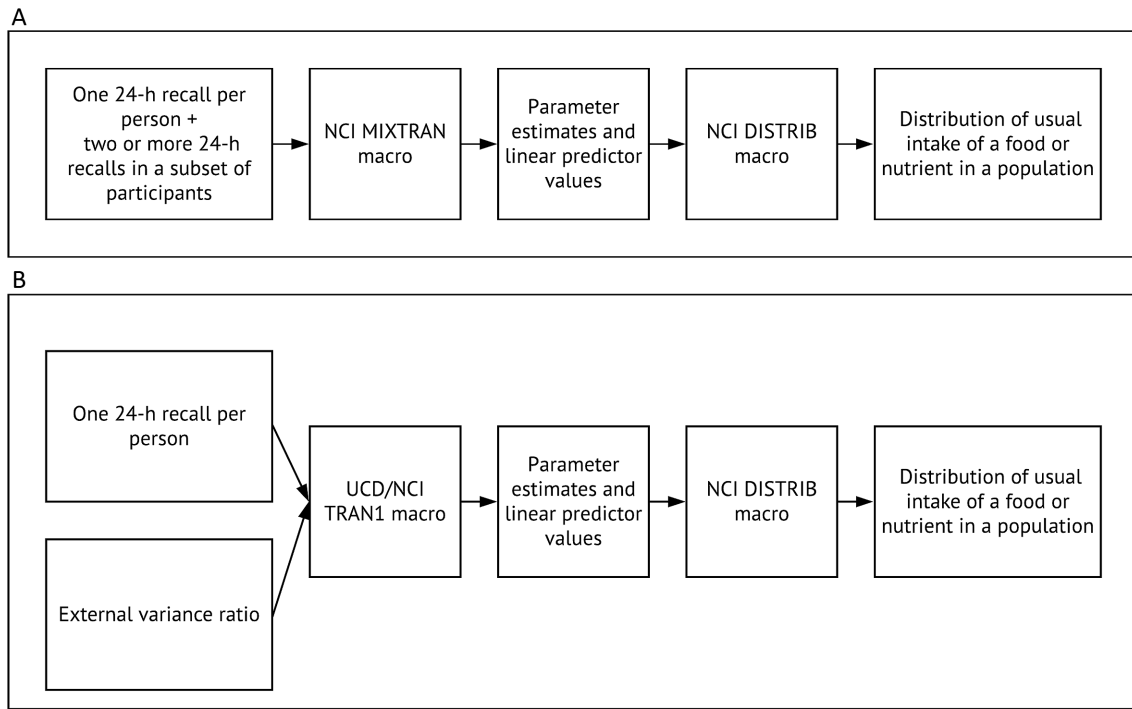 A
One 24-h recall per
person +
two or more 24-h
recalls in a subset of
participants
NCI MIXTRAN
macro
Parameter
estimates and
linear predictor
values
NCI DISTRIB
macro
Distribution of usual
intake of a food or
nutrient in a population
B
One 24-h recall per
person
External variance ratio
UCD/NCI
TRAN1 macro
Parameter
estimates and
linear predictor
values
NCI DISTRIB
macro
Distribution of usual
intake of a food or
nutrient in a population